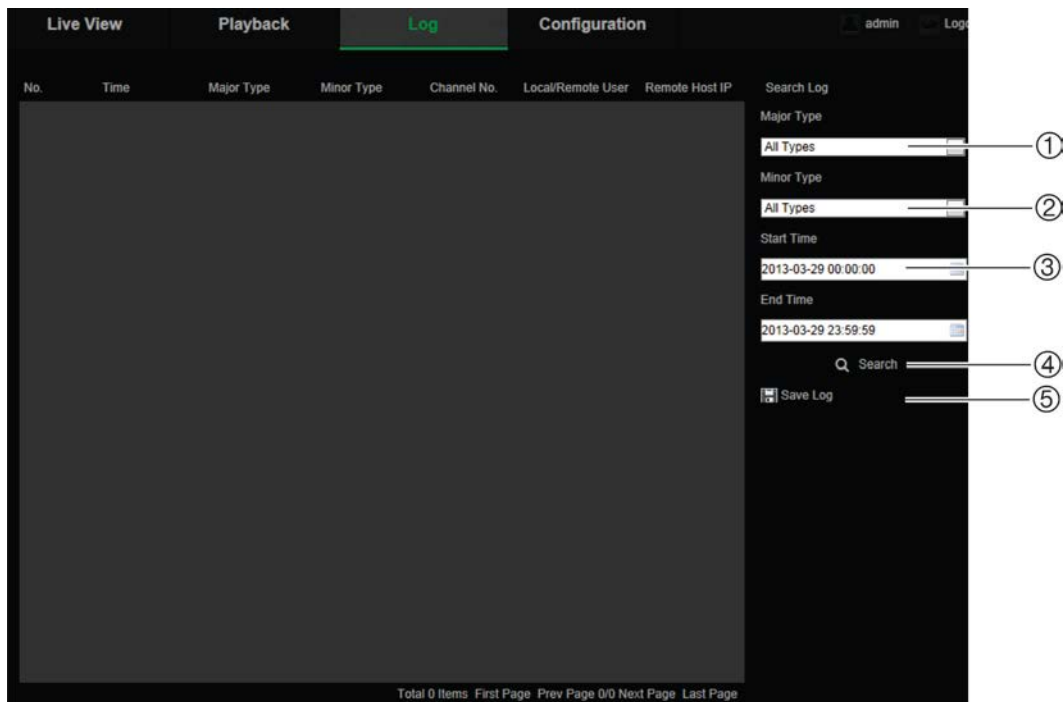 Live View Playback Log Configuration admin
No. Time Major Type Minor Type Channel No. Local/Remote User Remote Host IP Search Log
Major Type
All Types ①
Minor Type
All Types ②
Start Time
2013-03-29 00:00:00 ③
End Time
2013-03-29 23:59:59
Search ④
Save Log ⑤
Total 0 Items First Page Prev Page 0/0 Next Page Last Page